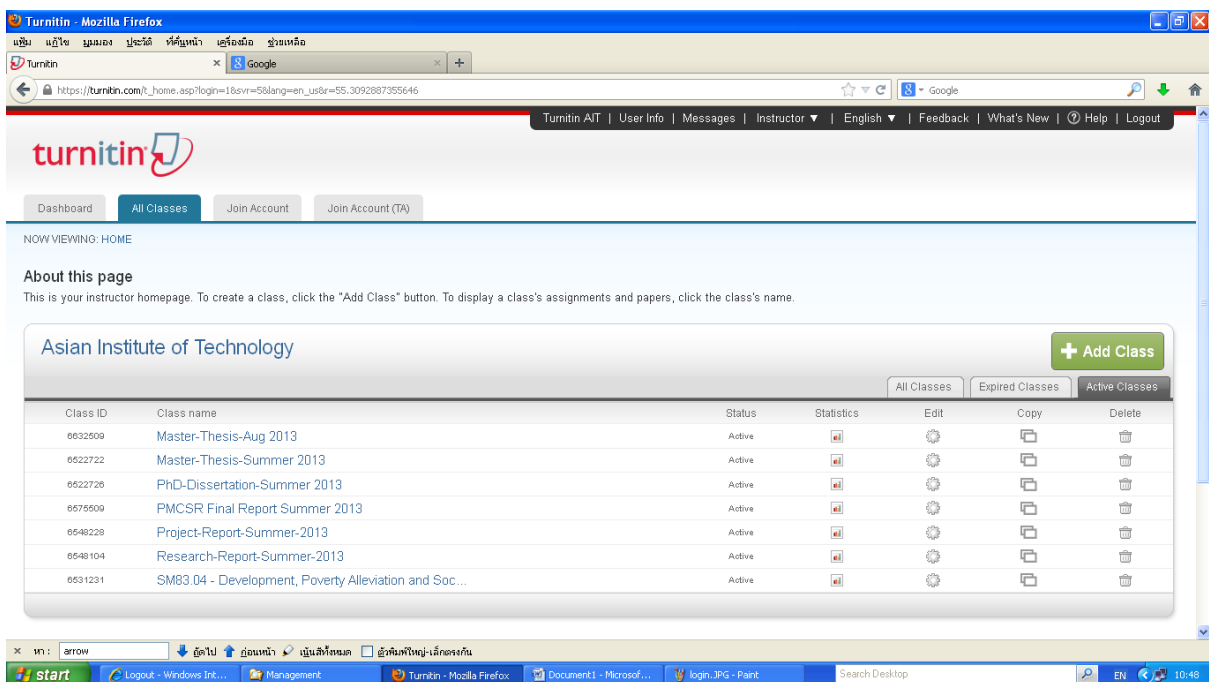 Turnitin - Mozilla Firefox
แฟ้ม แก้ไข มุมมอง ประวัติ ที่คั่นหน้า เครื่องมือ ช่วยเหลือ
Turnitin × Google × +
https://turnitin.com/t_home.asp?login=1&svr=5&lang=en_us&r=55.3092887355646 Google
Turnitin AIT | User Info | Messages | Instructor ▼ | English ▼ | Feedback | What's New | ? Help | Logout
turnitin
Dashboard All Classes Join Account Join Account (TA)
NOW VIEWING: HOME
About this page
This is your instructor homepage. To create a class, click the "Add Class" button. To display a class's assignments and papers, click the class's name.
Asian Institute of Technology + Add Class
All Classes Expired Classes Active Classes
Class ID Class name Status Statistics Edit Copy Delete
6632509 Master-Thesis-Aug 2013 Active
6522722 Master-Thesis-Summer 2013 Active
6522726 PhD-Dissertation-Summer 2013 Active
6575509 PMCSR Final Report Summer 2013 Active
6548228 Project-Report-Summer-2013 Active
6548104 Research-Report-Summer-2013 Active
6531231 SM83.04 - Development, Poverty Alleviation and Soc... Active
× หา: arrow ถัดไป ก่อนหน้า เน้นสีทั้งหมด ตัวพิมพ์ใหญ่-เล็กตรงกัน
start Logout - Windows Int... Management Turnitin - Mozilla Firefox Document1 - Microsof... login.JPG - Paint Search Desktop EN 10:48